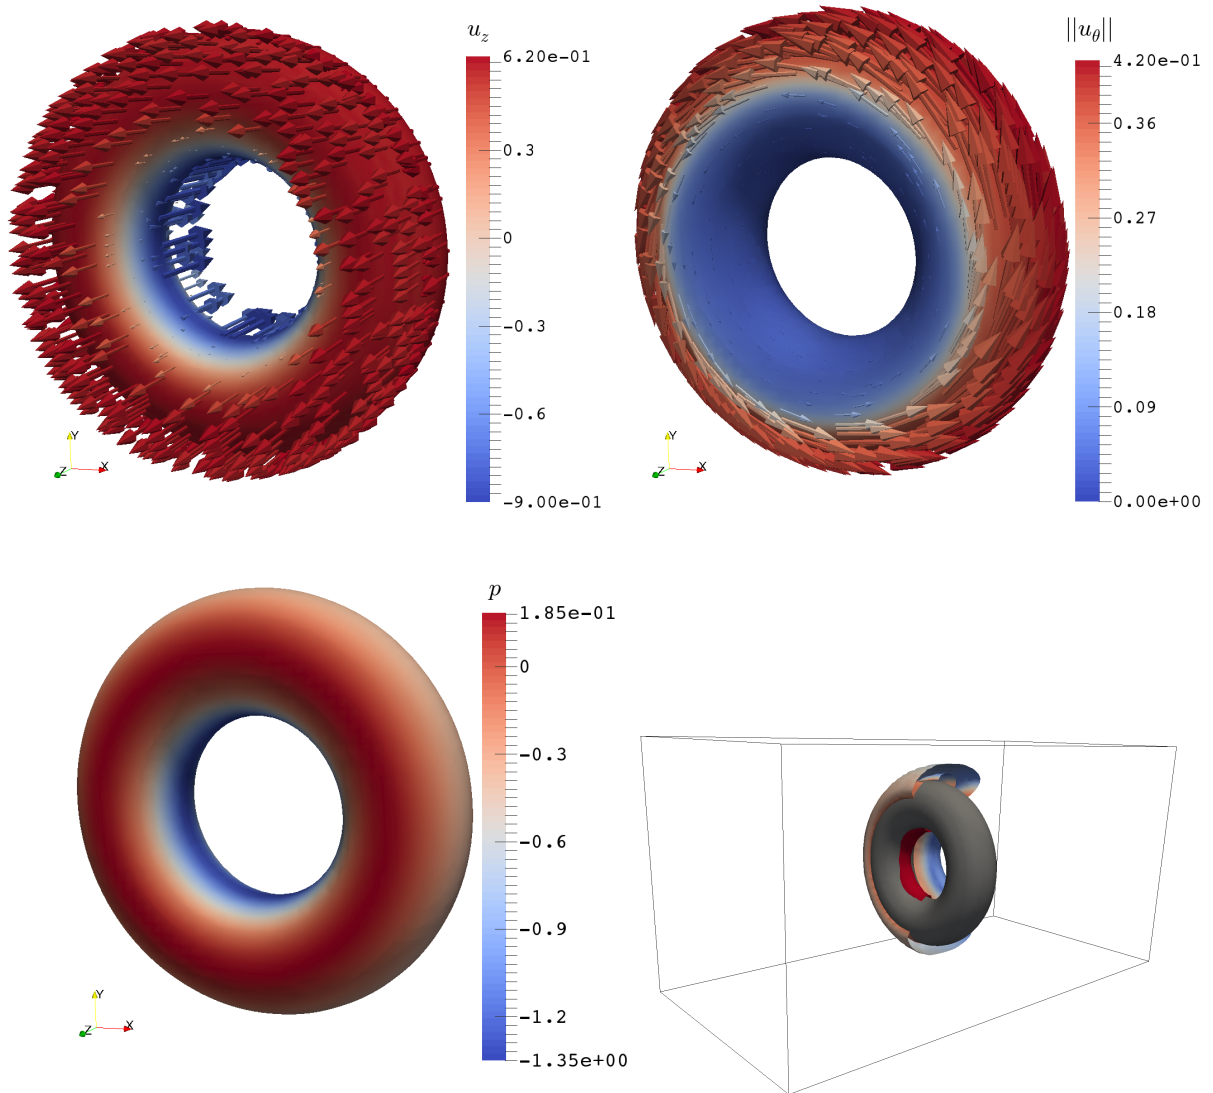 u_z
6.20e-01
0.3
0
-0.3
-0.6
-9.00e-01
Y
Z
X
||u_θ||
4.20e-01
0.36
0.27
0.18
0.09
0.00e+00
Y
Z
X
p
1.85e-01
0
-0.3
-0.6
-0.9
-1.2
-1.35e+00
Y
Z
X